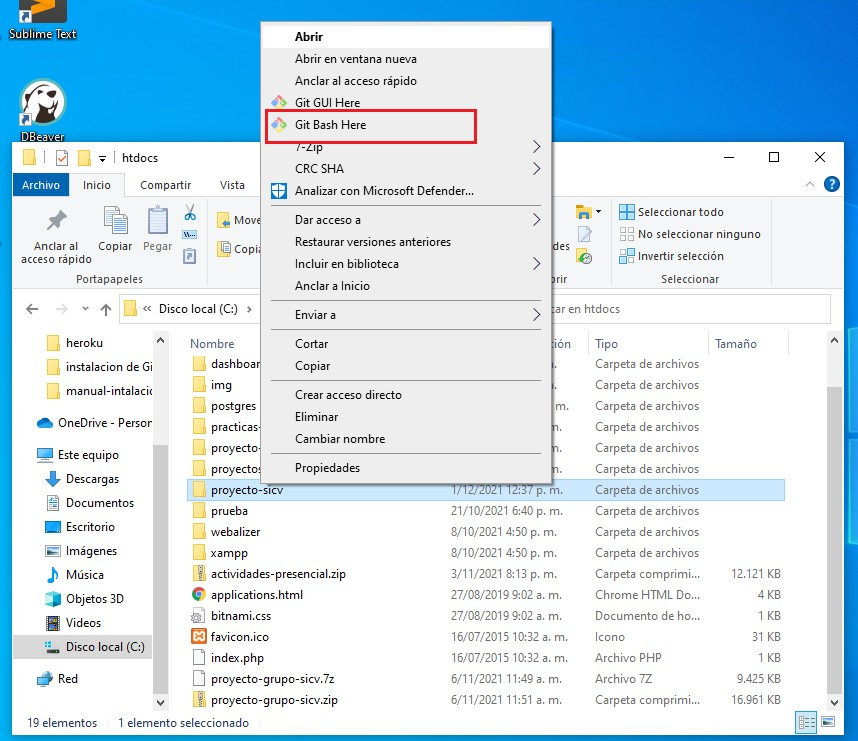 Sublime Text
DBeaver
Abrir
Abrir en ventana nueva
Anclar al acceso rápido
Git GUI Here
Git Bash Here
7-Zip
CRC SHA
Analizar con Microsoft Defender...
Dar acceso a
Restaurar versiones anteriores
Incluir en biblioteca
Anclar a Inicio
Enviar a
Cortar
Copiar
Crear acceso directo
Eliminar
Cambiar nombre
Propiedades
htdocs
Archivo
Inicio
Compartir
Vista
Anclar al
acceso rápido
Copiar
Pegar
Move
Copia
Portapapeles
Seleccionar todo
No seleccionar ninguno
Invertir selección
Seleccionar
« Disco local (C:) >
car en htdocs
heroku
instalacion de Gi
manual-intalacio
OneDrive - Person
Este equipo
Descargas
Documentos
Escritorio
Imágenes
Música
Objetos 3D
Videos
Disco local (C:)
Red
Nombre ción Tipo Tamaño
dashboar Carpeta de archivos
img Carpeta de archivos
postgres m. Carpeta de archivos
practicas- Carpeta de archivos
proyecto- m. Carpeta de archivos
proyectos Carpeta de archivos
proyecto-sicv 1/12/2021 12:37 p. m. Carpeta de archivos
prueba 21/10/2021 6:40 p. m. Carpeta de archivos
webalizer 8/10/2021 4:50 p. m. Carpeta de archivos
xampp 8/10/2021 4:50 p. m. Carpeta de archivos
actividades-presencial.zip 3/11/2021 8:13 p. m. Carpeta comprimi... 12.121 KB
applications.html 27/08/2019 9:02 a. m. Chrome HTML Do... 4 KB
bitnami.css 27/08/2019 9:02 a. m. Documento de ho... 1 KB
favicon.ico 16/07/2015 10:32 a. m. Icono 31 KB
index.php 16/07/2015 10:32 a. m. Archivo PHP 1 KB
proyecto-grupo-sicv.7z 6/11/2021 11:49 a. m. Archivo 7Z 9.425 KB
proyecto-grupo-sicv.zip 6/11/2021 11:51 a. m. Carpeta comprimi... 16.961 KB
19 elementos
1 elemento seleccionado